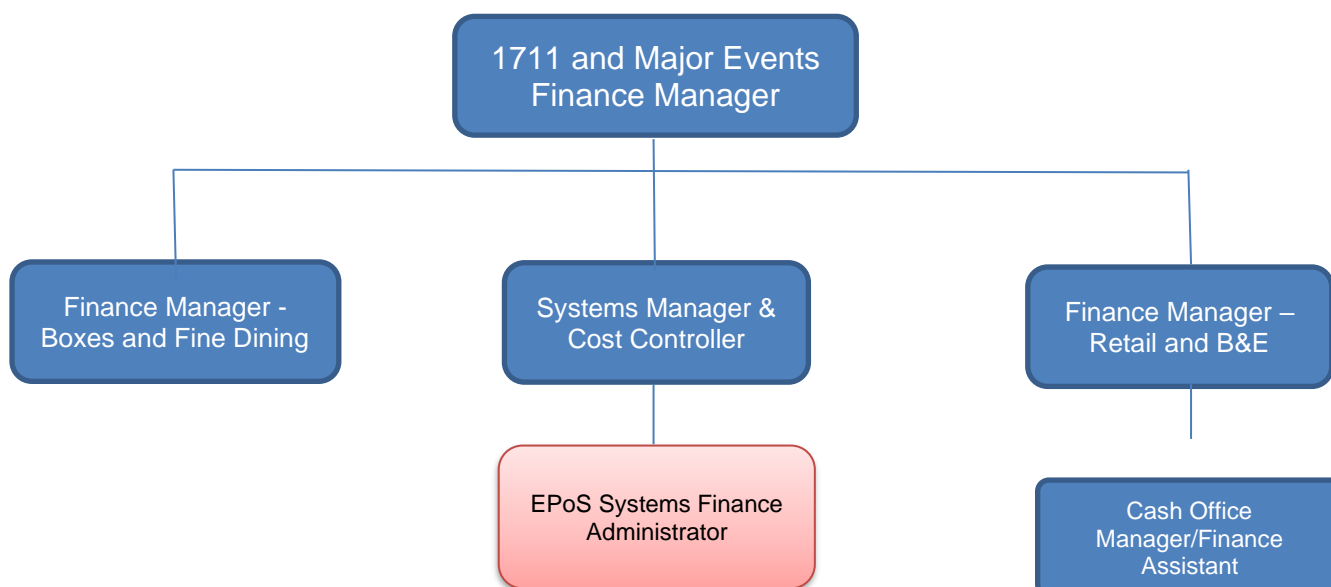 1711 and Major Events
Finance Manager
Finance Manager -
Boxes and Fine Dining
Systems Manager &
Cost Controller
Finance Manager –
Retail and B&E
EPoS Systems Finance
Administrator
Cash Office
Manager/Finance
Assistant